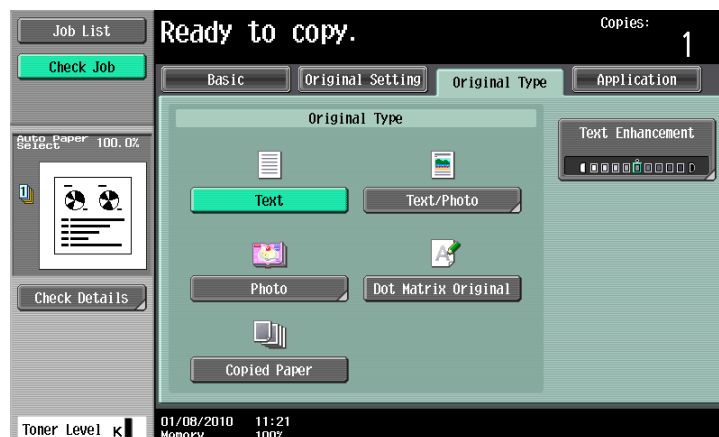 Job List
Check Job
Ready to copy.
Copies:
1
Basic
Original Setting
Original Type
Application
Auto Paper Select
100.0%
1
Check Details
Original Type
Text
Text/Photo
Photo
Dot Matrix Original
Copied Paper
Text Enhancement
Toner Level K
01/08/2010 11:21
Memory 100%